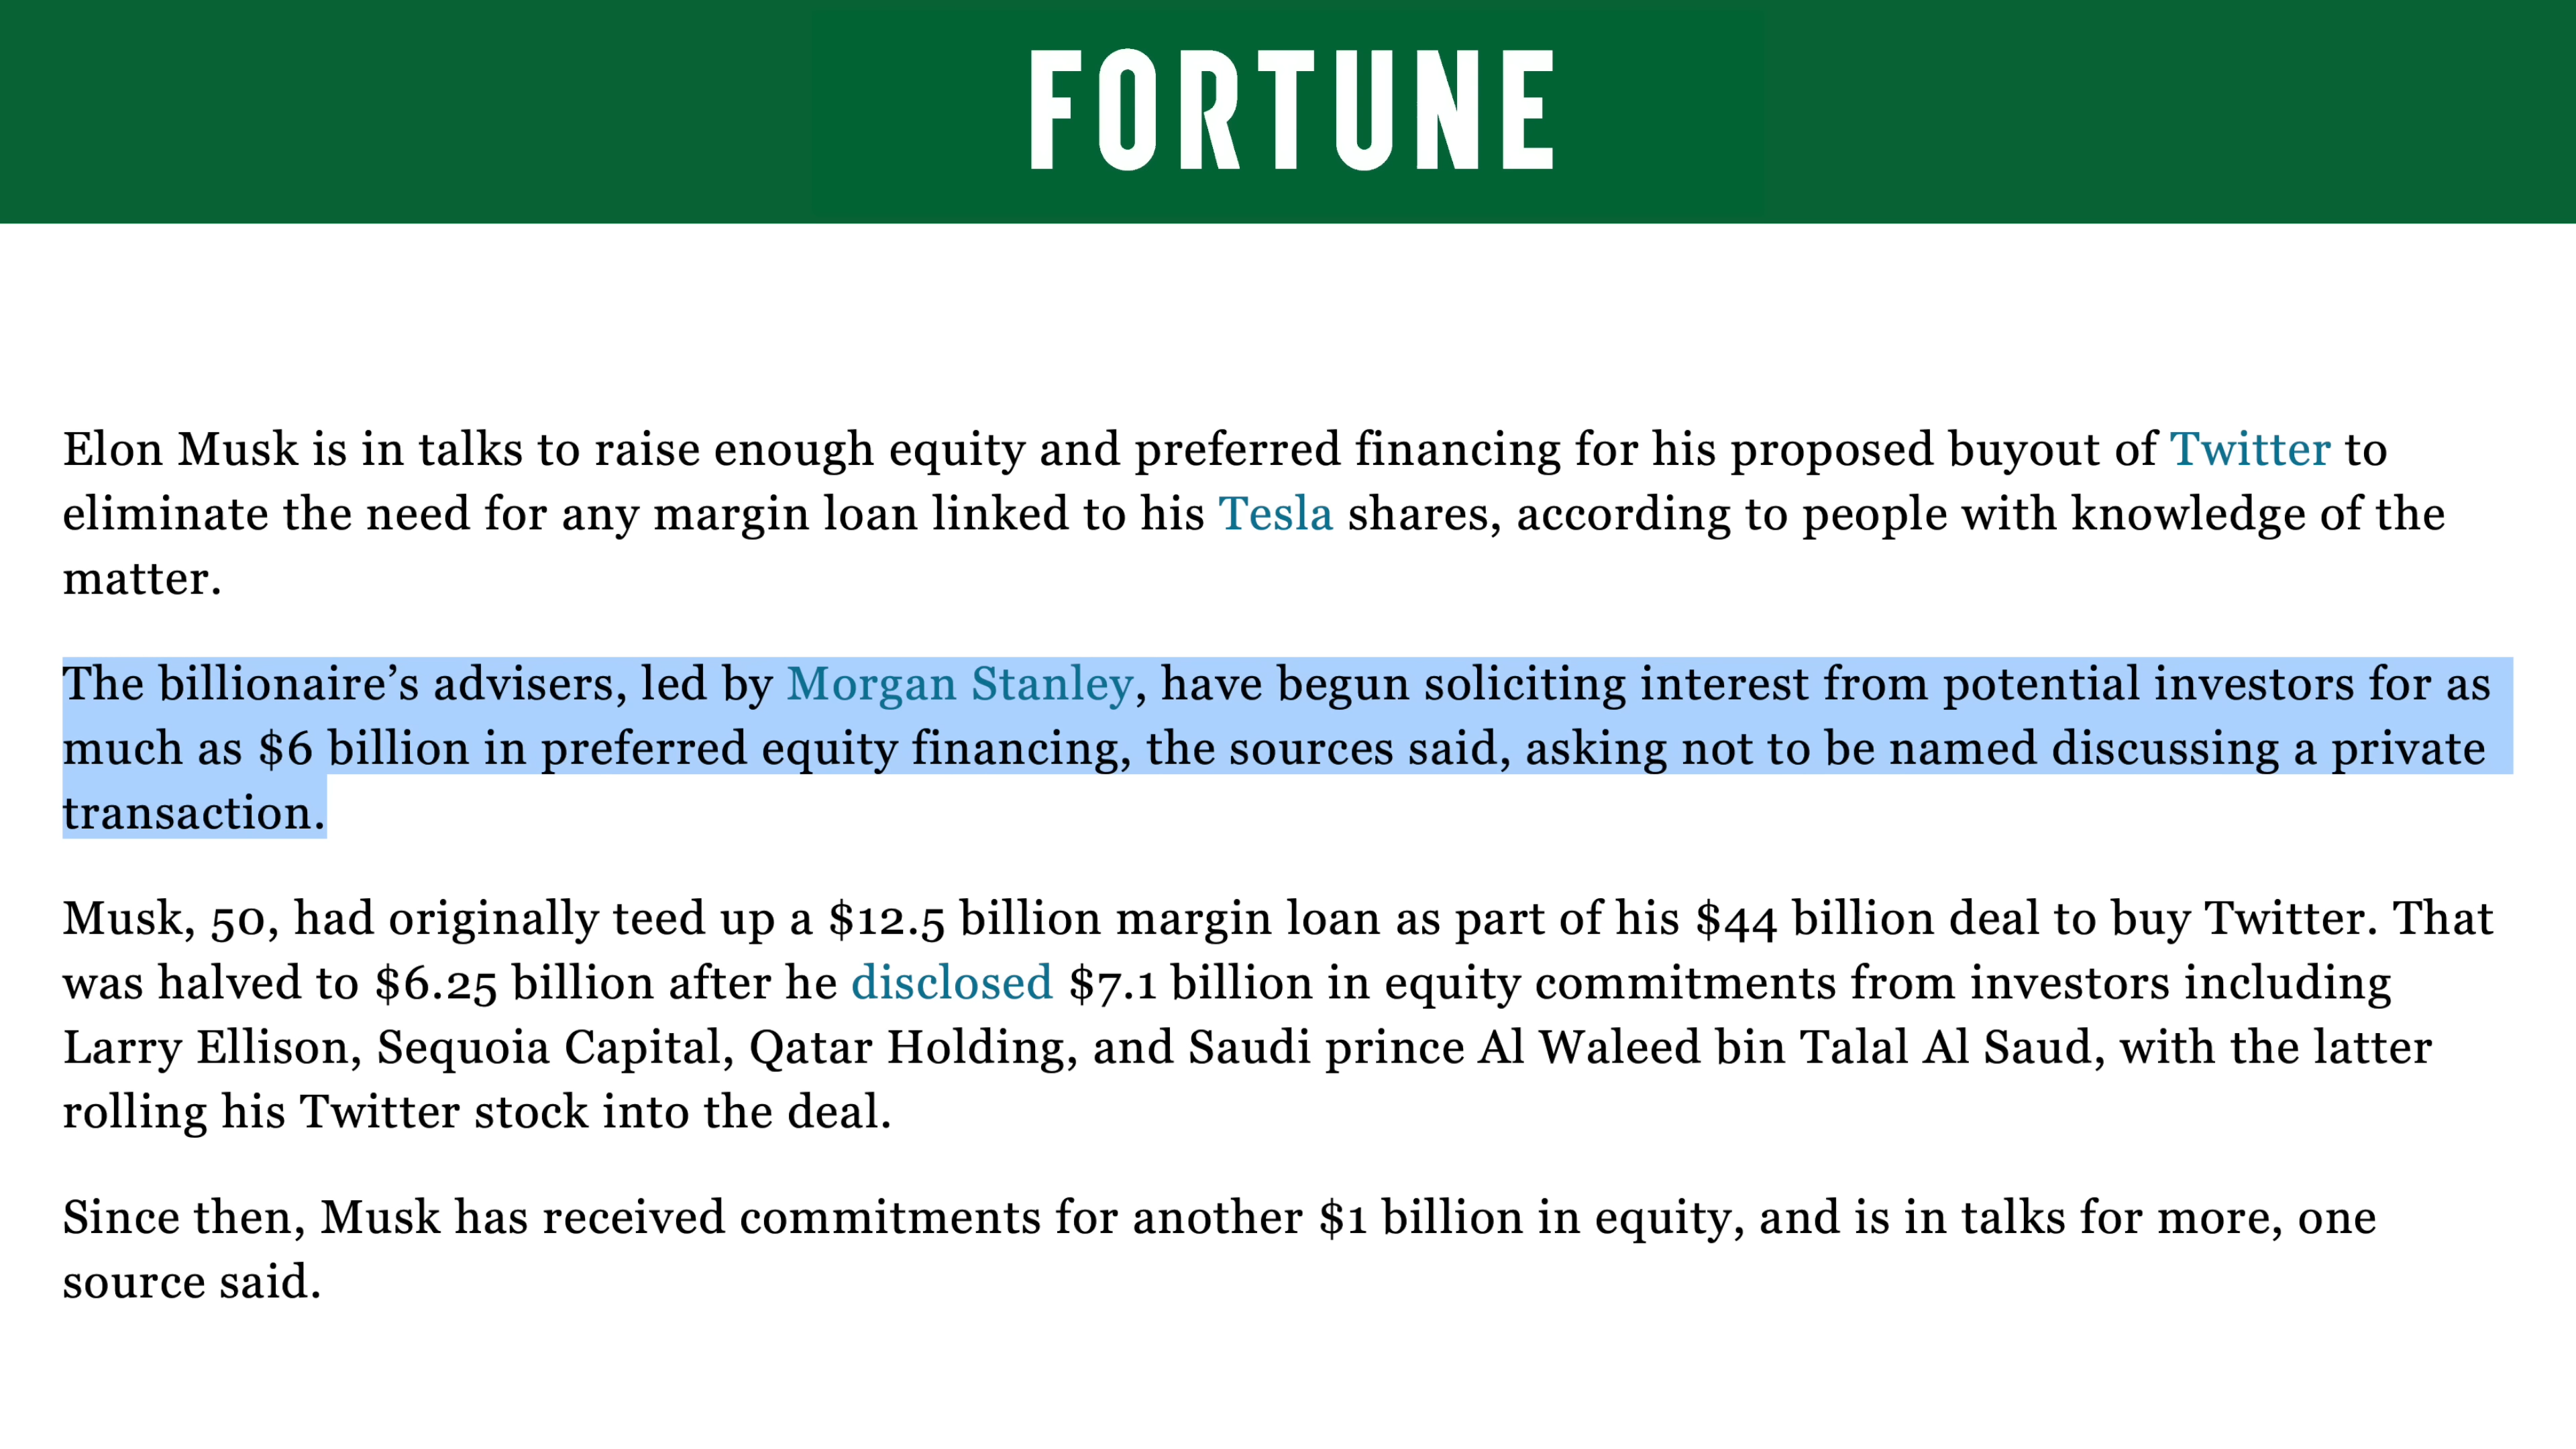 FORTUNE
Elon Musk is in talks to raise enough equity and preferred financing for his proposed buyout of Twitter to
eliminate the need for any margin loan linked to his Tesla shares, according to people with knowledge of the
matter.
The billionaire’s advisers, led by Morgan Stanley, have begun soliciting interest from potential investors for as
much as $6 billion in preferred equity financing, the sources said, asking not to be named discussing a private
transaction.
Musk, 50, had originally teed up a $12.5 billion margin loan as part of his $44 billion deal to buy Twitter. That
was halved to $6.25 billion after he disclosed $7.1 billion in equity commitments from investors including
Larry Ellison, Sequoia Capital, Qatar Holding, and Saudi prince Al Waleed bin Talal Al Saud, with the latter
rolling his Twitter stock into the deal.
Since then, Musk has received commitments for another $1 billion in equity, and is in talks for more, one
source said.